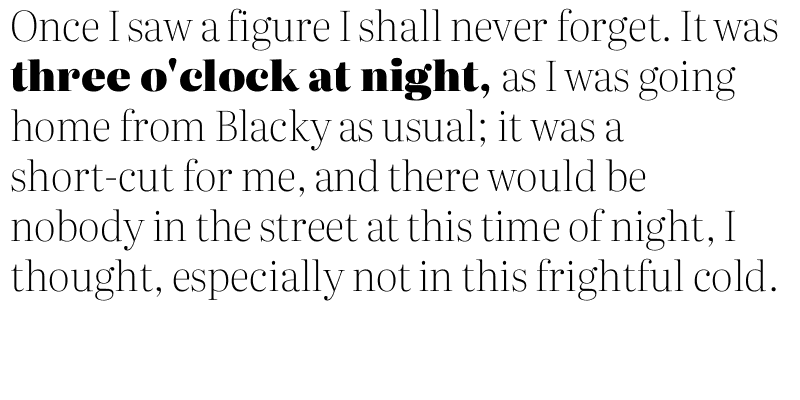 Once I saw a figure I shall never forget. It was
three o'clock at night, as I was going
home from Blacky as usual; it was a
short-cut for me, and there would be
nobody in the street at this time of night, I
thought, especially not in this frightful cold.